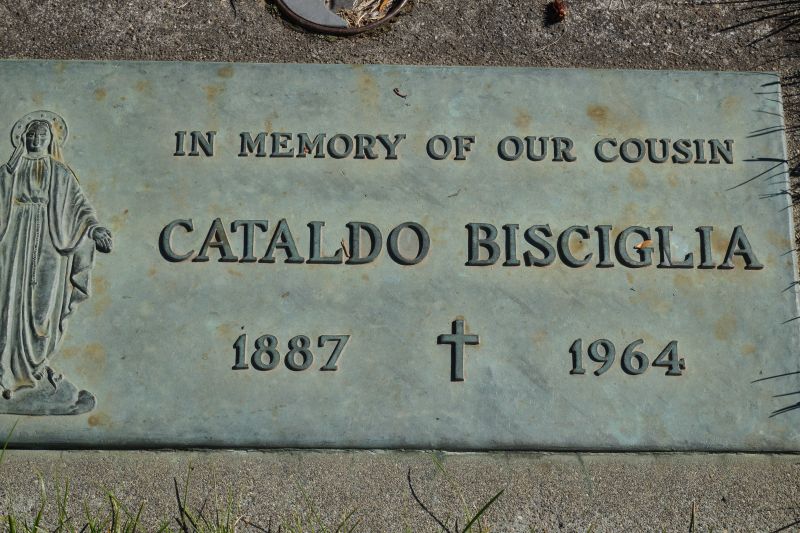 IN MEMORY OF OUR COUSIN
CATALDO BISCIGLIA
1887 1964